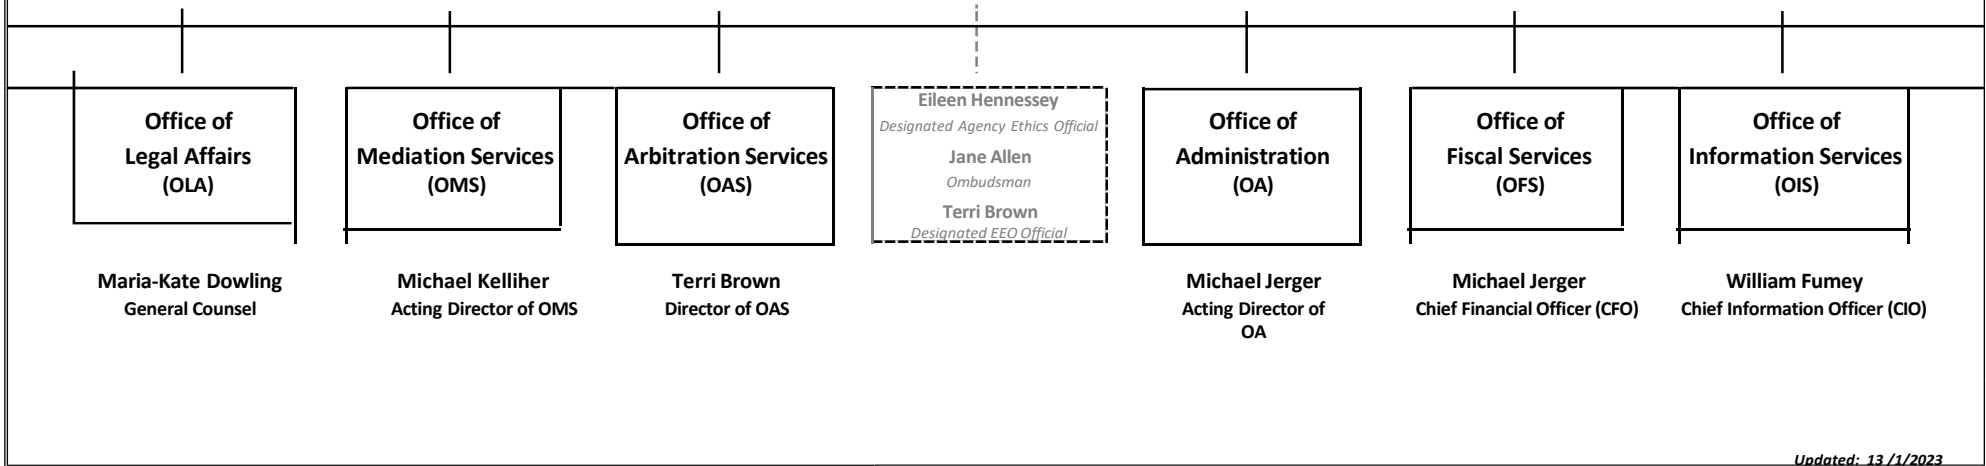 Office of
Legal Affairs
(OLA)
Maria-Kate Dowling
General Counsel
Office of
Mediation Services
(OMS)
Michael Kelliher
Acting Director of OMS
Office of
Arbitration Services
(OAS)
Terri Brown
Director of OAS
Eileen Hennessey
Designated Agency Ethics Official
Jane Allen
Ombudsman
Terri Brown
Designated EEO Official
Office of
Administration
(OA)
Michael Jerger
Acting Director of
OA
Office of
Fiscal Services
(OFS)
Michael Jerger
Chief Financial Officer (CFO)
Office of
Information Services
(OIS)
William Fumey
Chief Information Officer (CIO)
Updated: 13 /1/2023